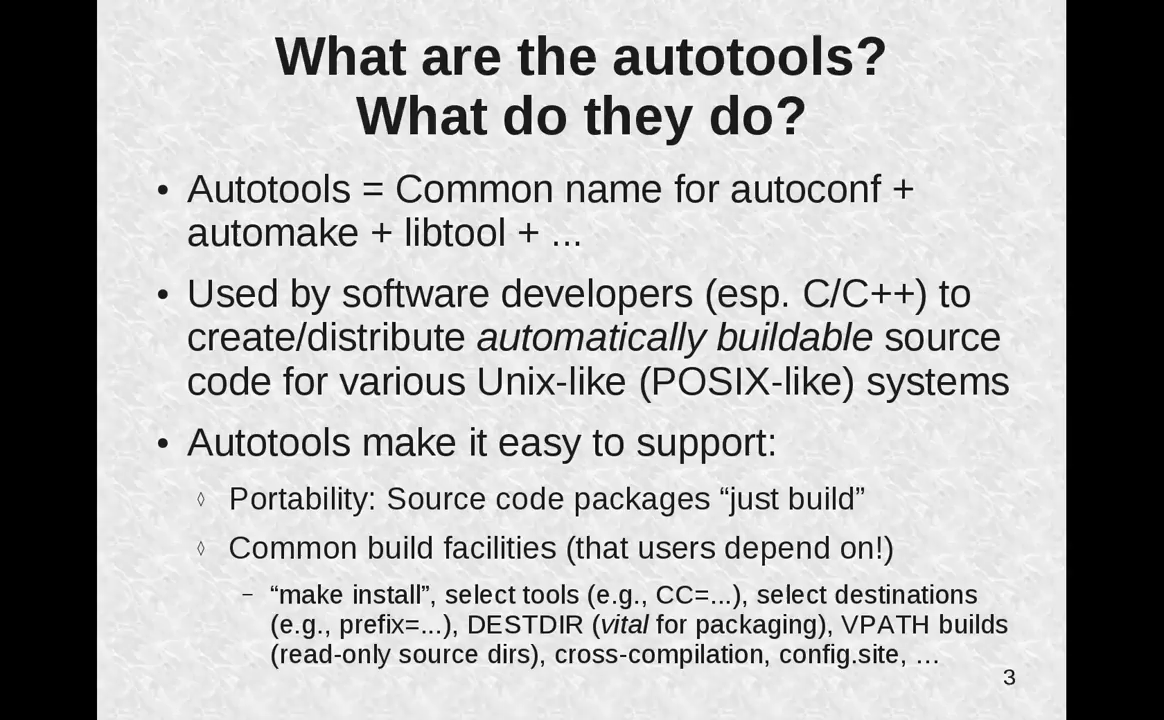 What are the autotools?
What do they do?
• Autotools = Common name for autoconf +
automake + libtool + ...
• Used by software developers (esp. C/C++) to
create/distribute automatically buildable source
code for various Unix-like (POSIX-like) systems
• Autotools make it easy to support:
◊ Portability: Source code packages “just build”
◊ Common build facilities (that users depend on!)
– “make install”, select tools (e.g., CC=...), select destinations
(e.g., prefix=...), DESTDIR (vital for packaging), VPATH builds
(read-only source dirs), cross-compilation, config.site, …
3